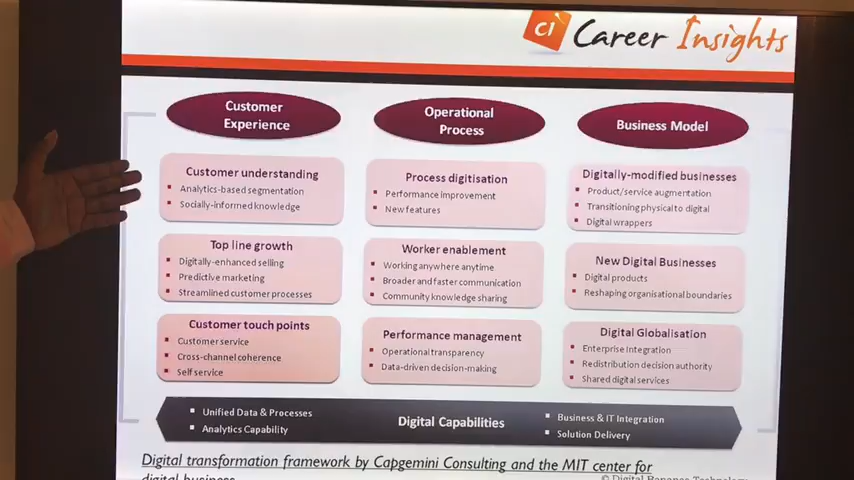 Ci Career Insights
Customer
Experience
Operational
Process
Business Model
Customer understanding
Analytics-based segmentation
Socially-informed knowledge
Process digitisation
Performance improvement
New features
Digitally-modified businesses
Product/service augmentation
Transitioning physical to digital
Digital wrappers
Top line growth
Digitally-enhanced selling
Predictive marketing
Streamlined customer processes
Worker enablement
Working anywhere anytime
Broader and faster communication
Community knowledge sharing
New Digital Businesses
Digital products
Reshaping organisational boundaries
Customer touch points
Customer service
Cross-channel coherence
Self service
Performance management
Operational transparency
Data-driven decision-making
Digital Globalisation
Enterprise Integration
Redistribution decision authority
Shared digital services
Unified Data & Processes
Analytics Capability
Digital Capabilities
Business & IT Integration
Solution Delivery
Digital transformation framework by Capgemini Consulting and the MIT center for
digital business
© Digital